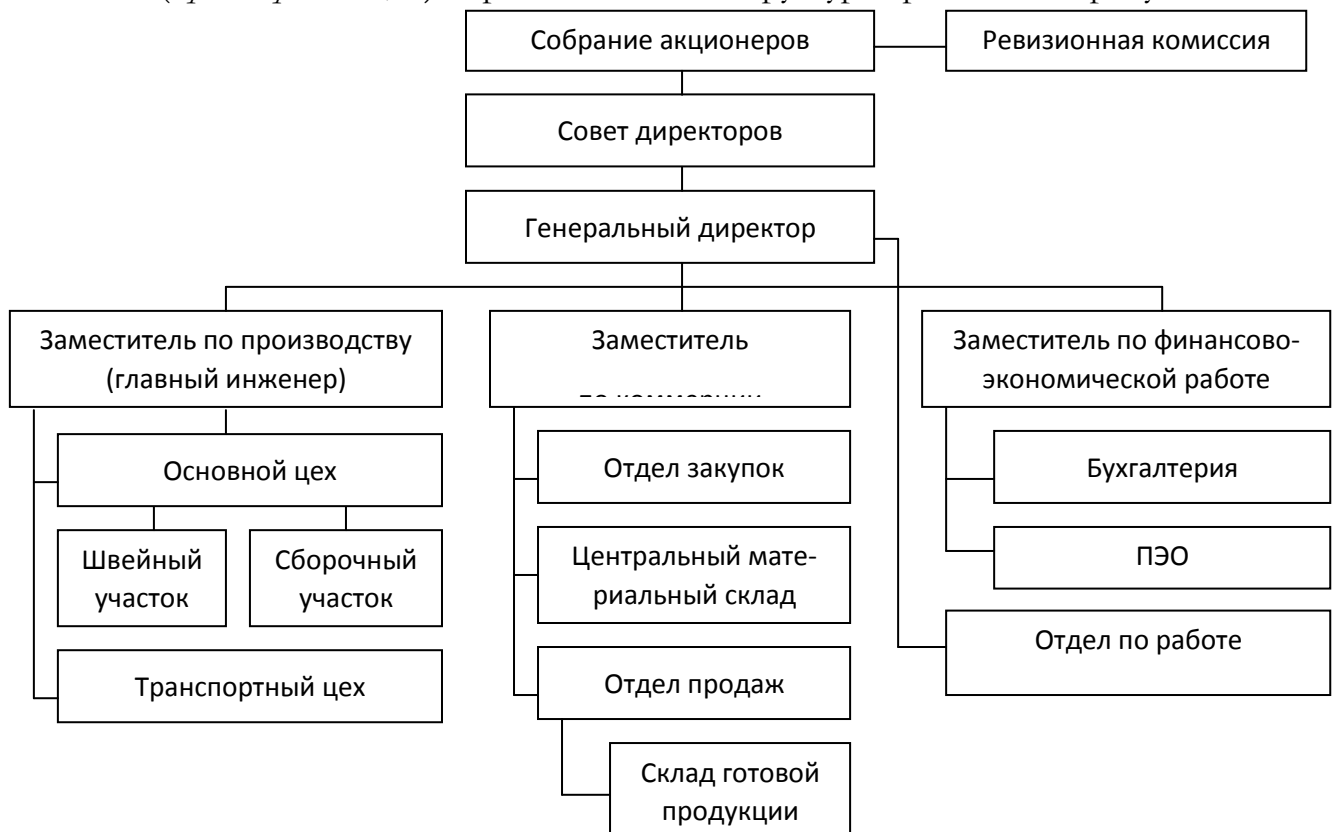 Собрание акционеров
Ревизионная комиссия
Совет директоров
Генеральный директор
Заместитель по производству
(главный инженер)
Заместитель
Заместитель по финансово-
экономической работе
Основной цех
Отдел закупок
Бухгалтерия
Швейный
участок
Сборочный
участок
Центральный мате-
риальный склад
ПЭО
Отдел по работе
Транспортный цех
Отдел продаж
Склад готовой
продукции